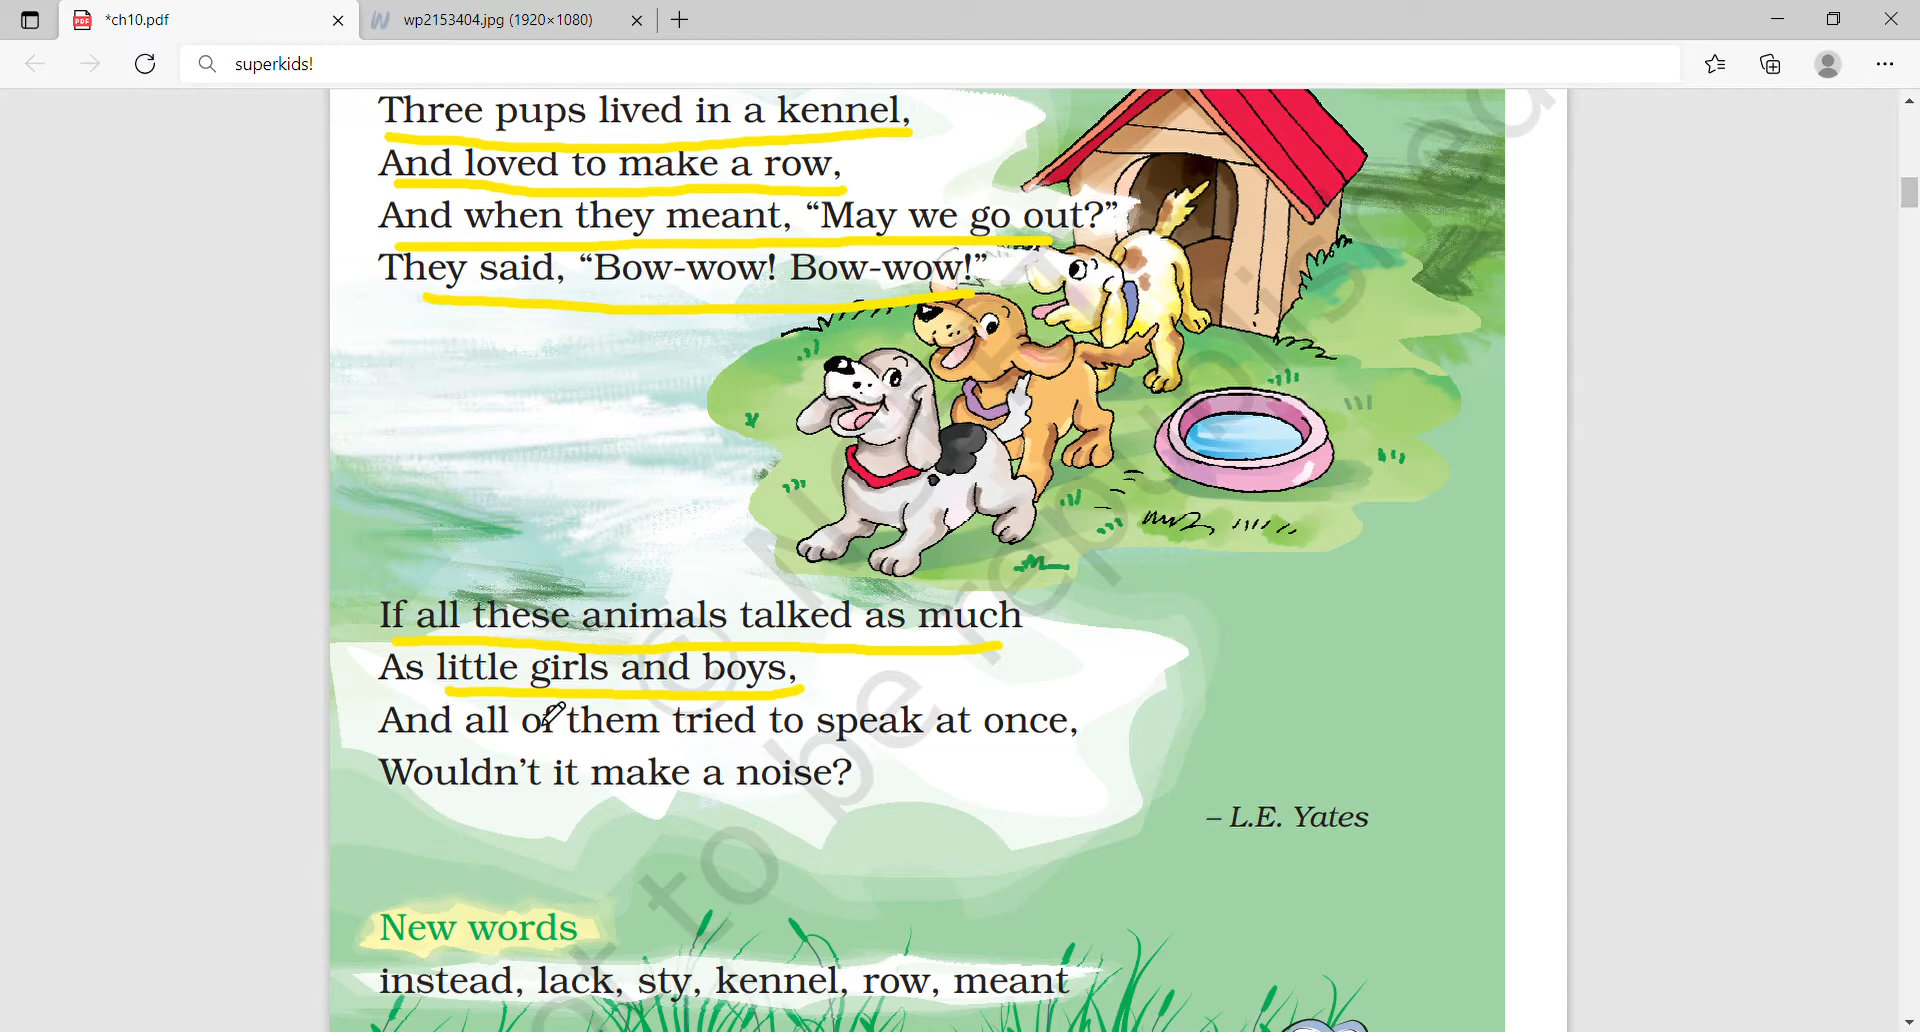 *ch10.pdf
wp2153404.jpg (1920×1080)
superkids!
Three pups lived in a kennel,
And loved to make a row,
And when they meant, “May we go out?”
They said, “Bow-wow! Bow-wow!”
If all these animals talked as much
As little girls and boys,
And all of them tried to speak at once,
Wouldn’t it make a noise?
– L.E. Yates
New words
instead, lack, sty, kennel, row, meant